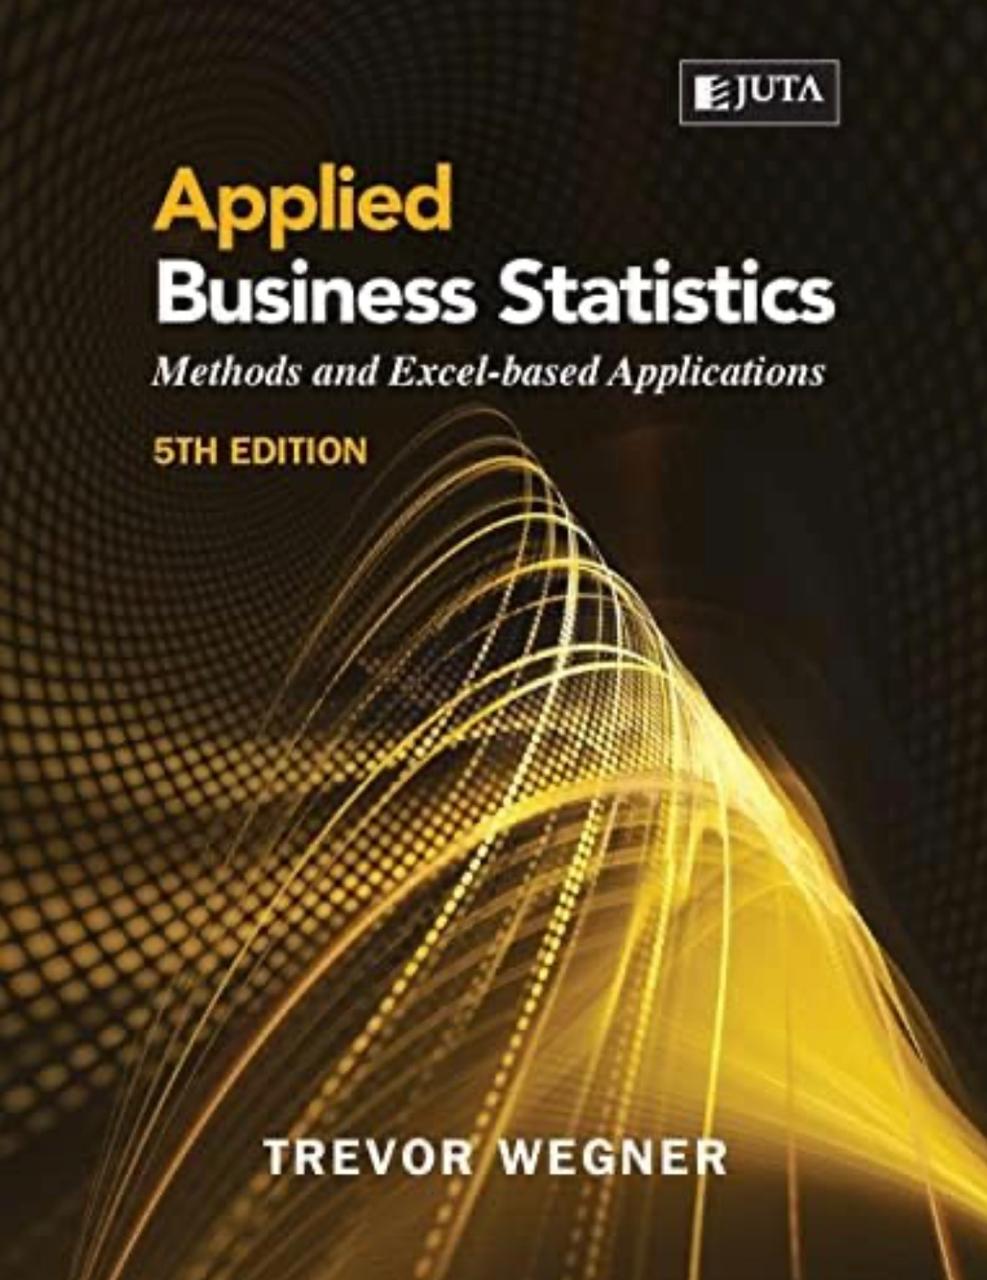 JUTA
Applied
Business Statistics
Methods and Excel-based Applications
5TH EDITION
TREVOR WEGNER